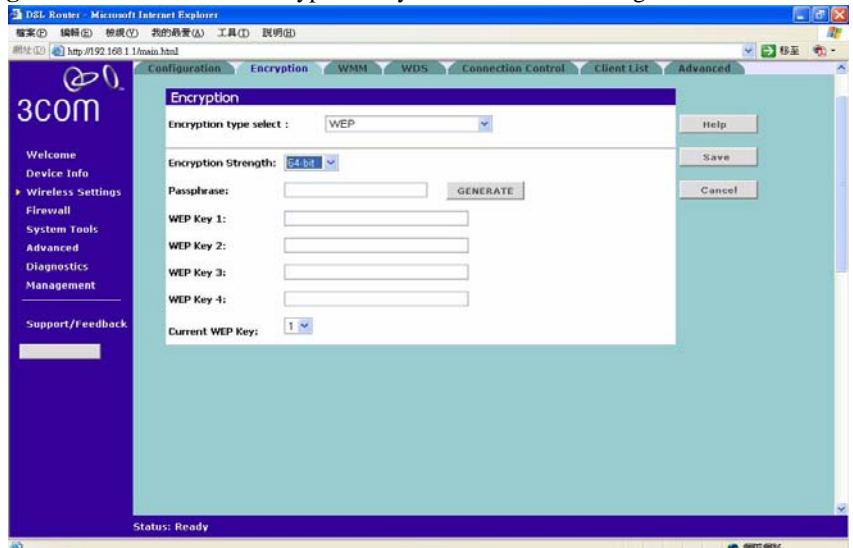 DSL Router - Microsoft Internet Explorer
檔案(F) 編輯(E) 檢視(V) 我的最愛(A) 工具(T) 說明(H)
網址(D) http://192.168.1.1/main.html 移至
Configuration Encryption WMM WDS Connection Control Client List Advanced
3com
Encryption
Encryption type select : WEP
Help
Welcome
Encryption Strength: 64-bit
Save
Device Info
Wireless Settings
Passphrase: GENERATE
Cancel
Firewall
WEP Key 1:
System Tools
Advanced
WEP Key 2:
Diagnostics
WEP Key 3:
Management
WEP Key 4:
Support/Feedback
Current WEP Key: 1
Status: Ready